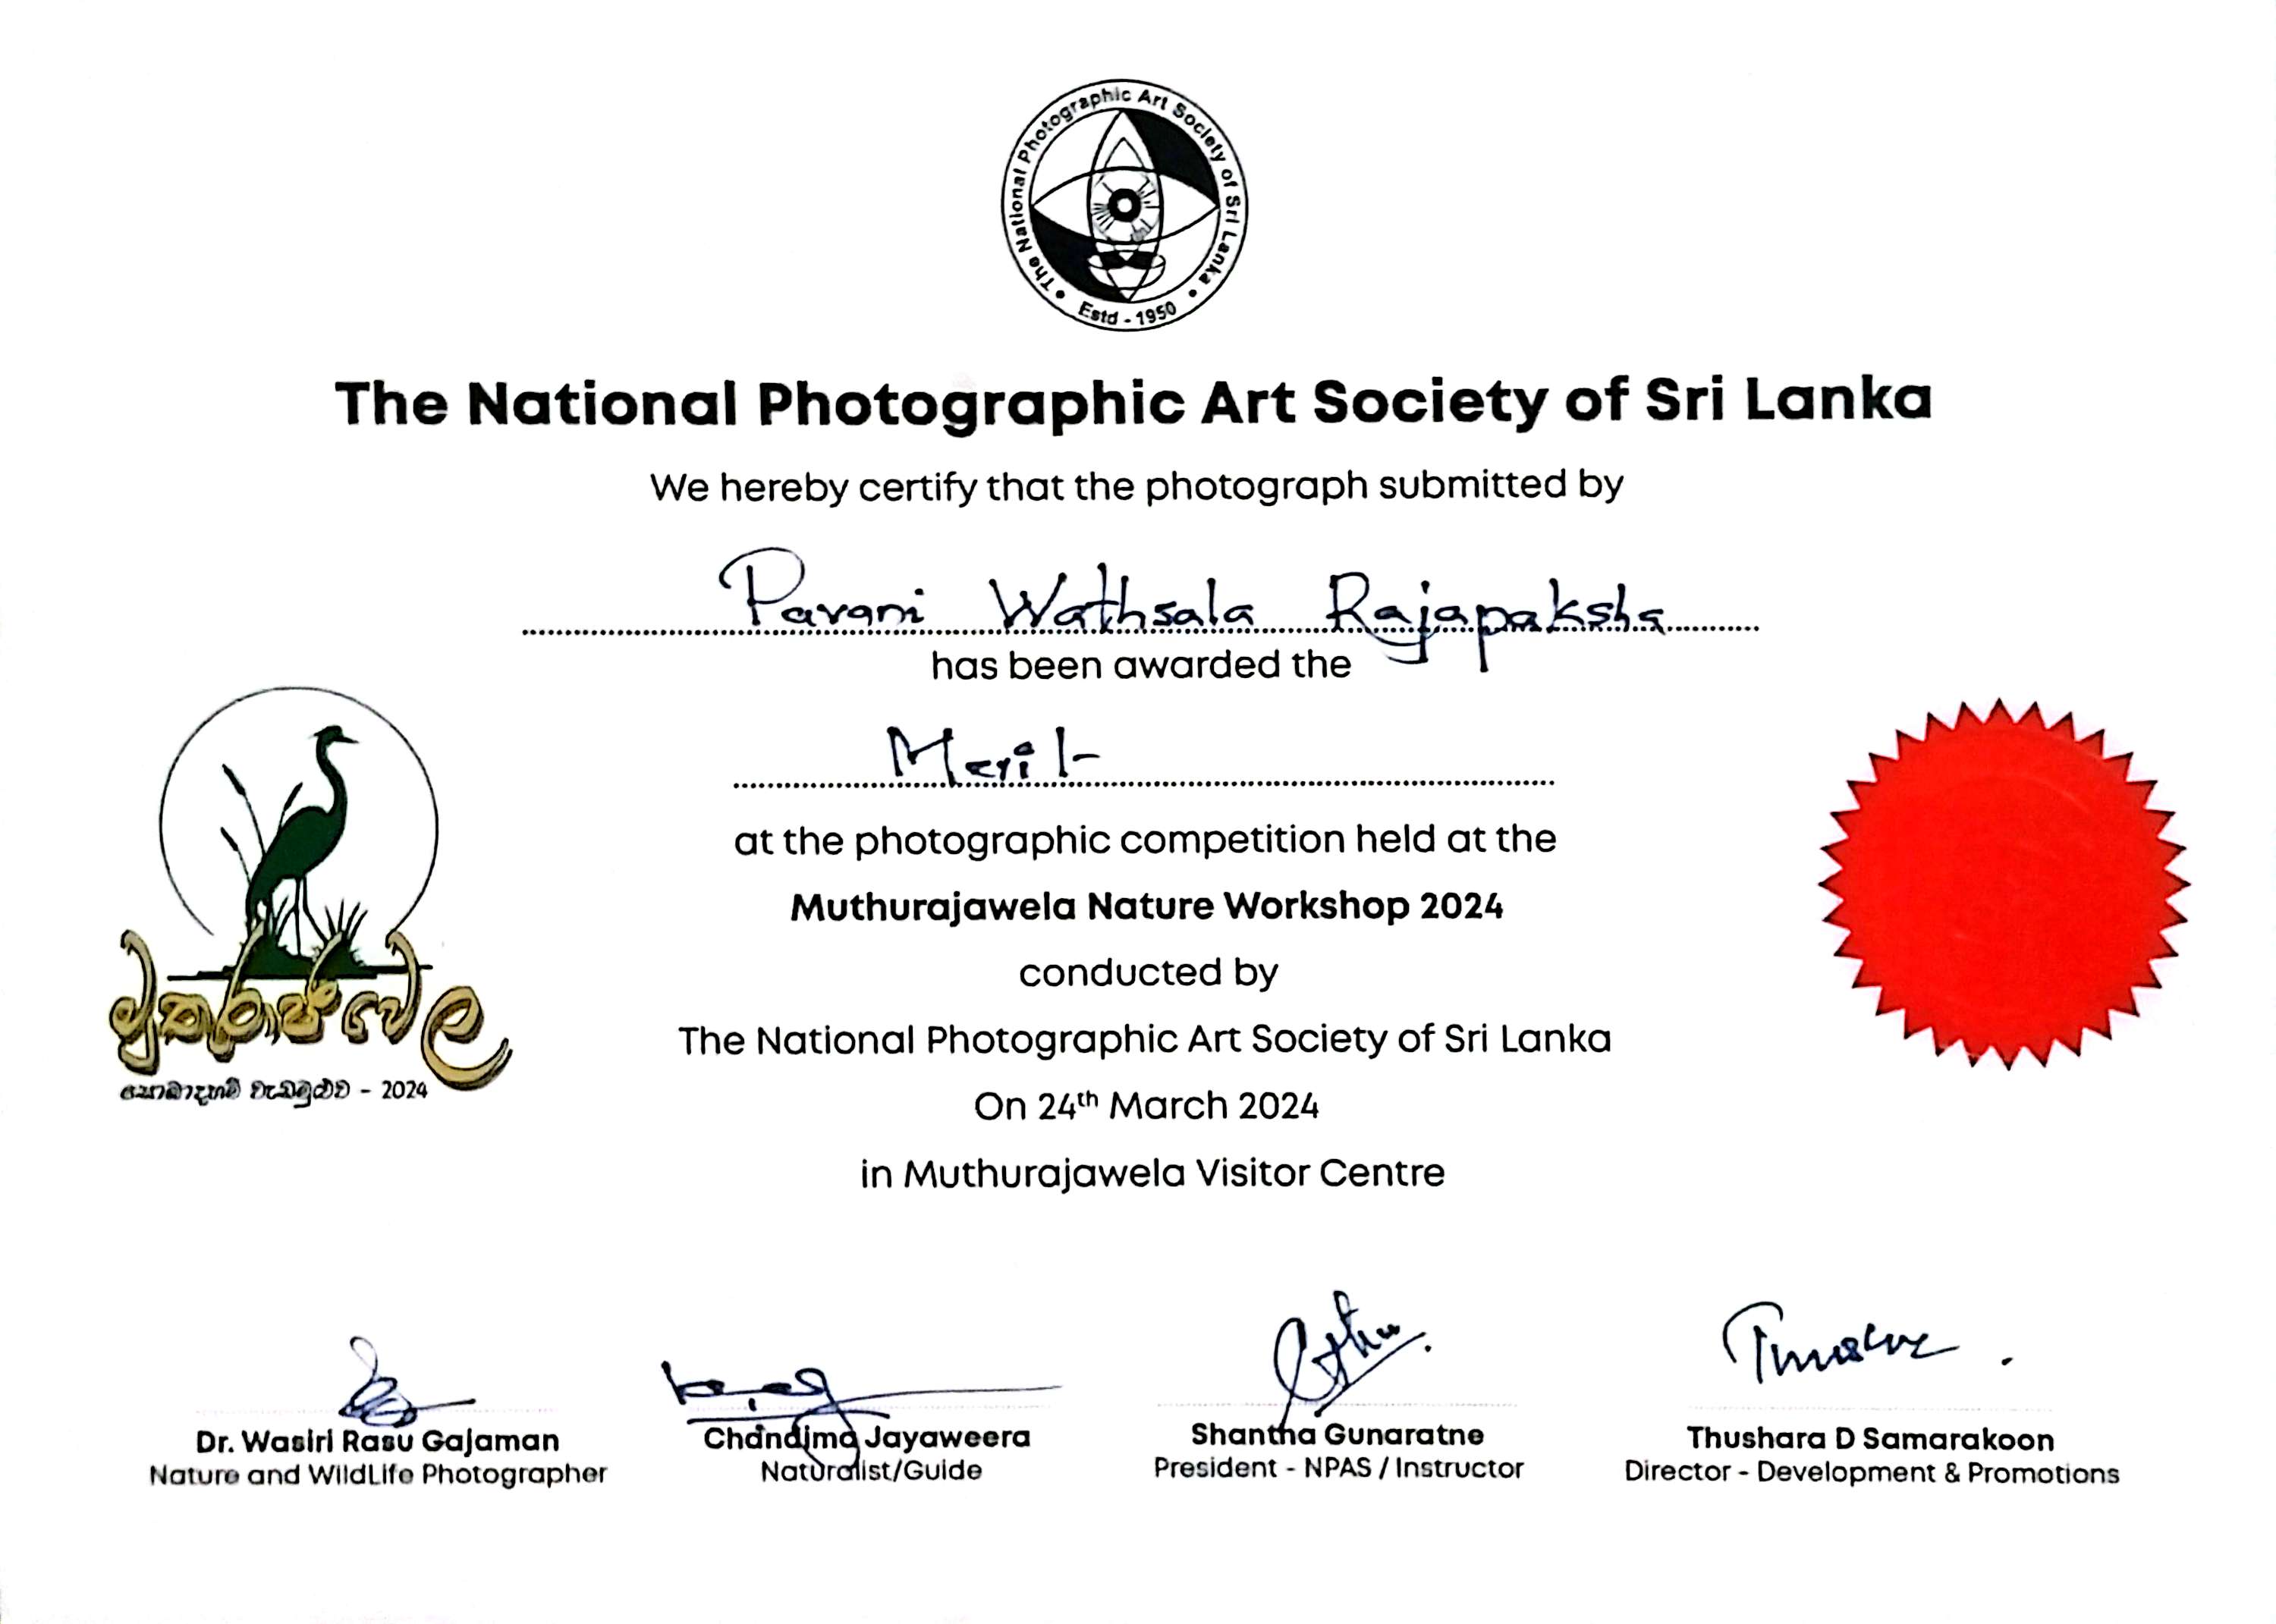 The National Photographic Art Society of Sri Lanka
Estd - 1950
The National Photographic Art Society of Sri Lanka
We hereby certify that the photograph submitted by
Pavani Wathsala Rajapaksha
has been awarded the
Merit
at the photographic competition held at the
Muthurajawela Nature Workshop 2024
conducted by
The National Photographic Art Society of Sri Lanka
On 24th March 2024
in Muthurajawela Visitor Centre
මුතුරාජවෙල
සොබාදහම් වැඩමුළුව - 2024
Dr. Wasiri Rasu Gajaman
Nature and WildLife Photographer
Chandima Jayaweera
Naturalist/Guide
Shantha Gunaratne
President - NPAS / Instructor
Thushara D Samarakoon
Director - Development & Promotions